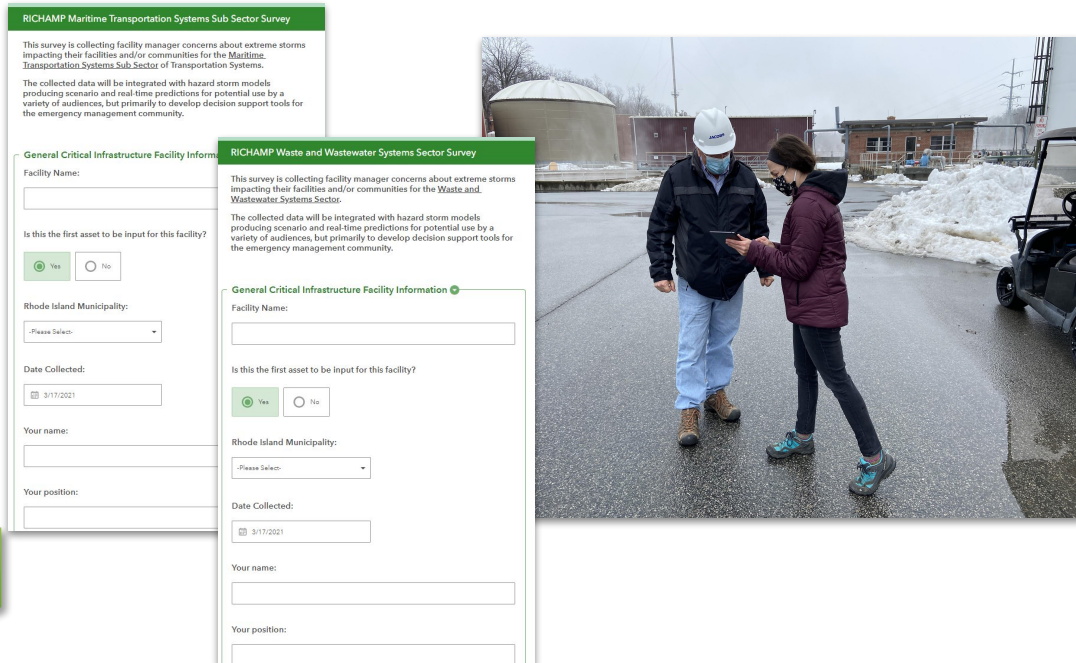 RICHAMP Maritime Transportation Systems Sub Sector Survey
This survey is collecting facility manager concerns about extreme storms
impacting their facilities and/or communities for the Maritime
Transportation Systems Sub Sector of Transportation Systems.
The collected data will be integrated with hazard storm models
producing scenario and real-time predictions for potential use by a
variety of audiences, but primarily to develop decision support tools for
the emergency management community.
General Critical Infrastructure Facility Inform
Facility Name:
Is this the first asset to be input for this facility?
Yes
No
Rhode Island Municipality:
-Please Select-
Date Collected:
3/17/2021
Your name:
Your position:
RICHAMP Waste and Wastewater Systems Sector Survey
This survey is collecting facility manager concerns about extreme storms
impacting their facilities and/or communities for the Waste and
Wastewater Systems Sector.
The collected data will be integrated with hazard storm models
producing scenario and real-time predictions for potential use by a
variety of audiences, but primarily to develop decision support tools for
the emergency management community.
General Critical Infrastructure Facility Information
Facility Name:
Is this the first asset to be input for this facility?
Yes
No
Rhode Island Municipality:
-Please Select-
Date Collected:
3/17/2021
Your name:
Your position:
JACOBS